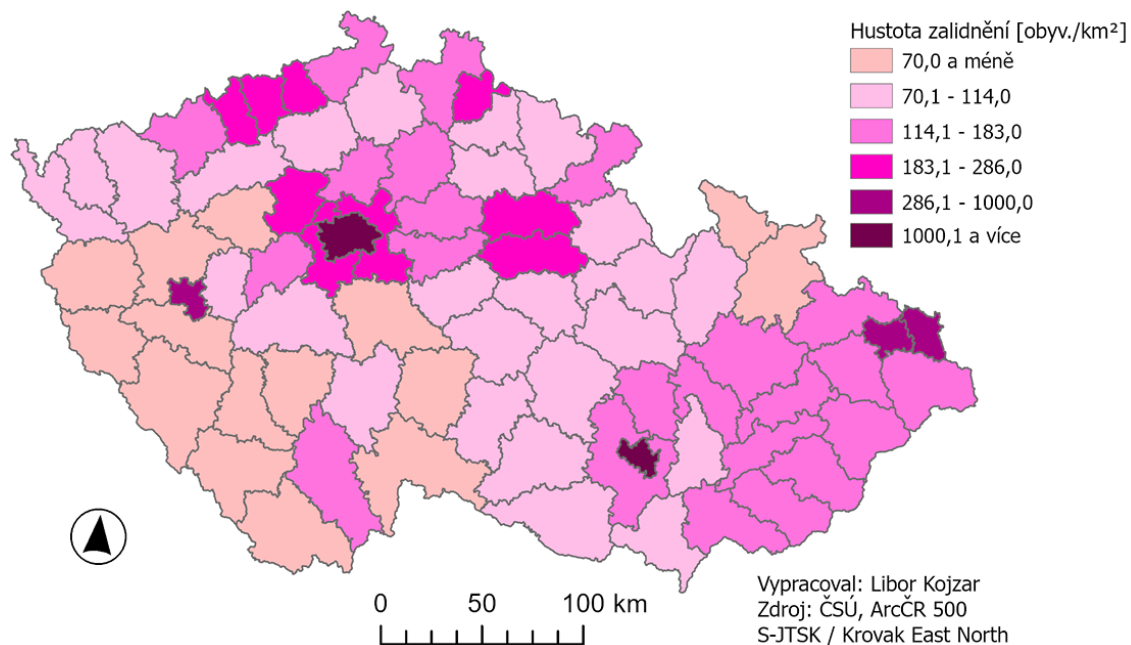 Hustota zalidnění [obyv./km²]
70,0 a méně
70,1 - 114,0
114,1 - 183,0
183,1 - 286,0
286,1 - 1000,0
1000,1 a více
0 50 100 km
Vypracoval: Libor Kojzar
Zdroj: ČSÚ, ArcČR 500
S-JTSK / Krovak East North